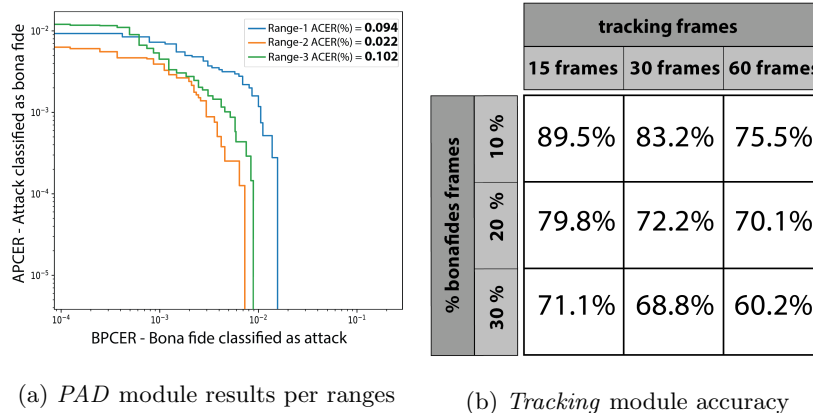 Range-1 ACER(%) = 0.094
Range-2 ACER(%) = 0.022
Range-3 ACER(%) = 0.102
10⁻²
10⁻³
10⁻⁴
10⁻⁵
APCER - Attack classified as bona fide
10⁻⁴ 10⁻³ 10⁻² 10⁻¹
BPCER - Bona fide classified as attack
(a) PAD module results per ranges
tracking frames
15 frames 30 frames 60 frames
% bonafides frames
10 % 89.5% 83.2% 75.5%
20 % 79.8% 72.2% 70.1%
30 % 71.1% 68.8% 60.2%
(b) Tracking module accuracy